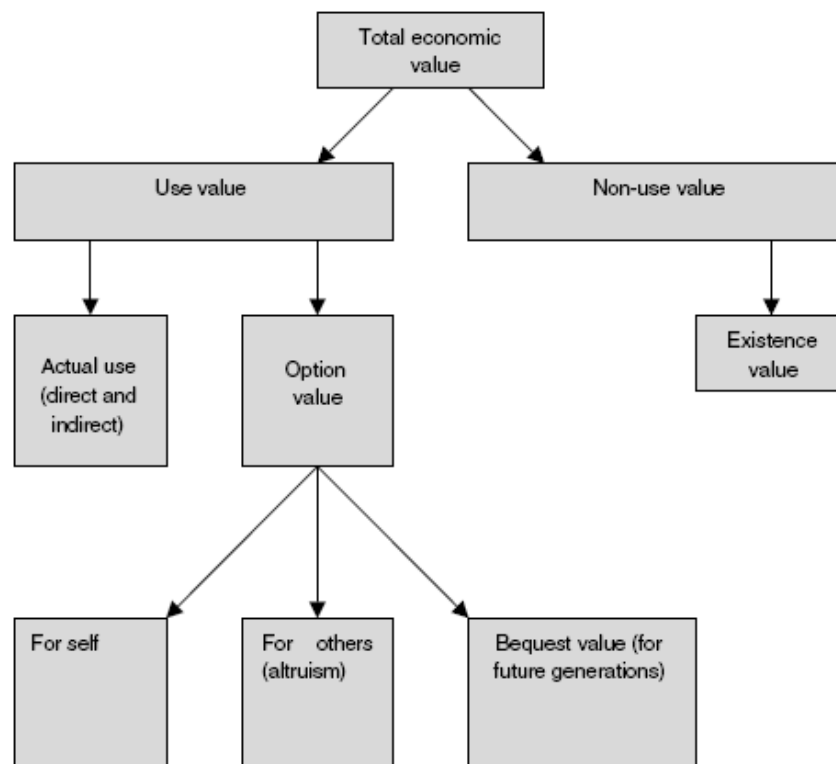 Total economic
value
Use value
Non-use value
Actual use
(direct and
indirect)
Option
value
Existence
value
For self
For others
(altruism)
Bequest value (for
future generations)